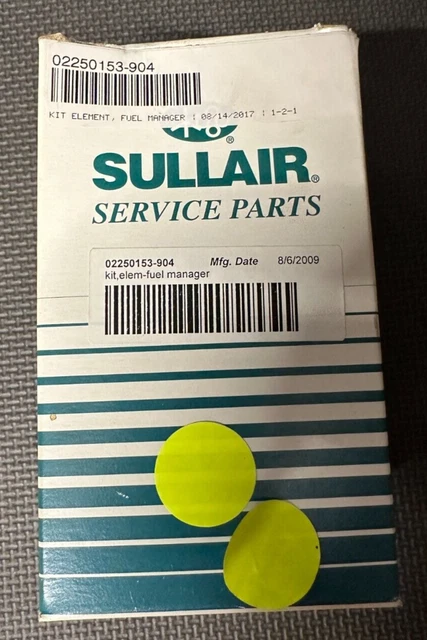 02250153-904
KIT ELEMENT, FUEL MANAGER : 08/14/2017 : 1-2-1
®
SULLAIR®
SERVICE PARTS
02250153-904 Mfg. Date 8/6/2009
kit,elem-fuel manager